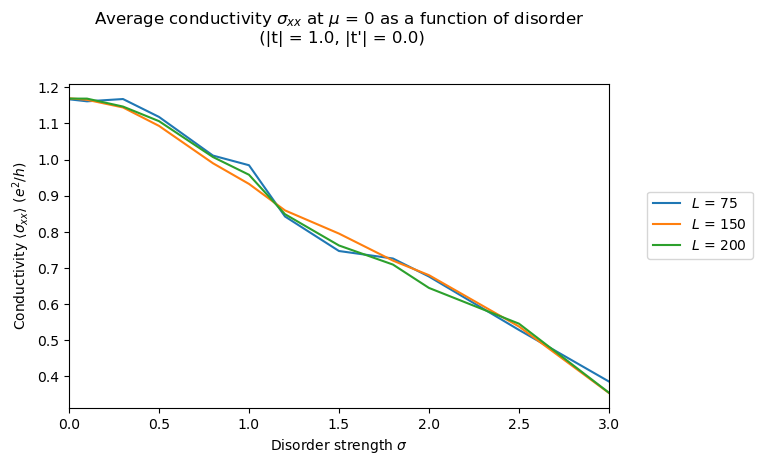 Average conductivity σxx at μ = 0 as a function of disorder
(|t| = 1.0, |t'| = 0.0)
1.2
1.1
1.0
0.9
0.8
0.7
0.6
0.5
0.4
Conductivity ⟨σxx⟩ (e²/h)
0.0 0.5 1.0 1.5 2.0 2.5 3.0
Disorder strength σ
L = 75
L = 150
L = 200